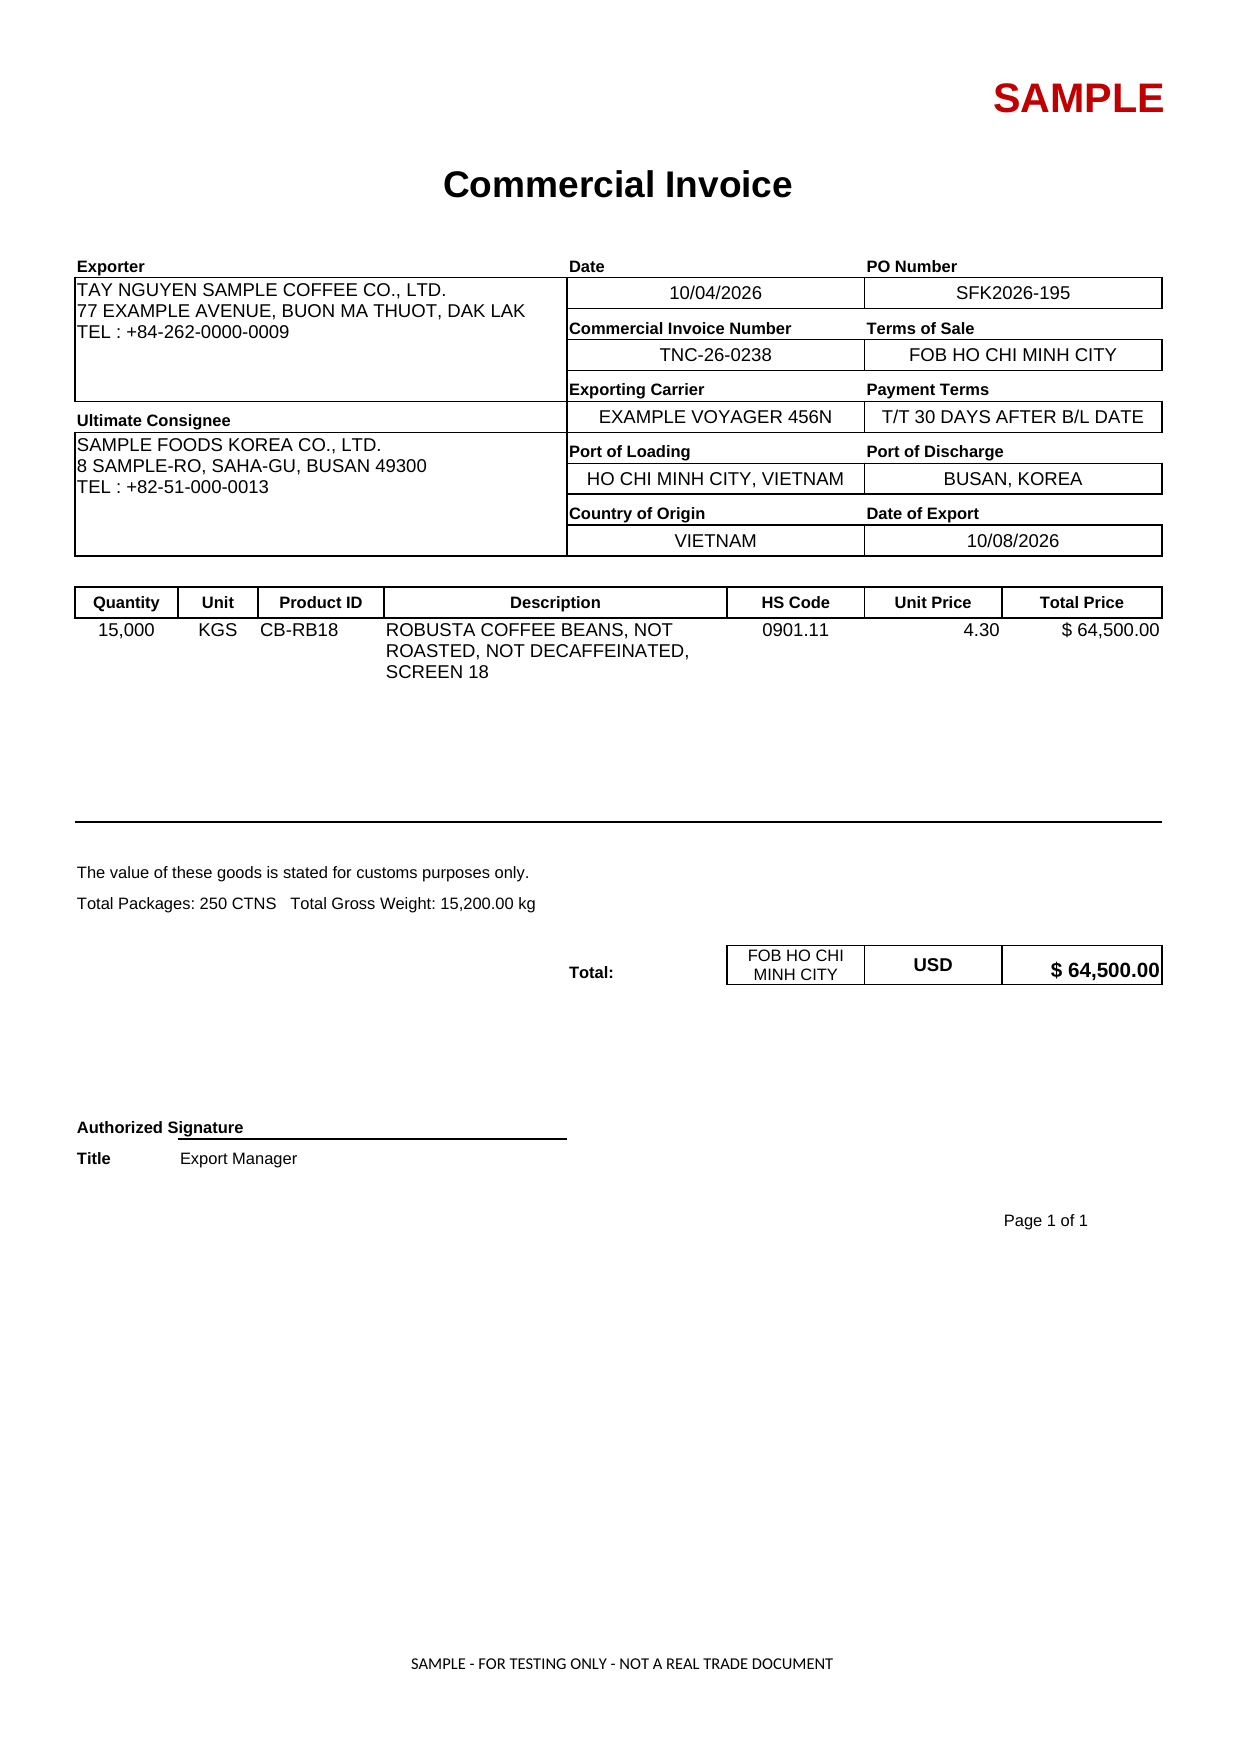 SAMPLE
Commercial Invoice
Exporter
TAY NGUYEN SAMPLE COFFEE CO., LTD.
77 EXAMPLE AVENUE, BUON MA THUOT, DAK LAK
TEL : +84-262-0000-0009
Ultimate Consignee
SAMPLE FOODS KOREA CO., LTD.
8 SAMPLE-RO, SAHA-GU, BUSAN 49300
TEL : +82-51-000-0013
Date PO Number
10/04/2026 SFK2026-195
Commercial Invoice Number Terms of Sale
TNC-26-0238 FOB HO CHI MINH CITY
Exporting Carrier Payment Terms
EXAMPLE VOYAGER 456N T/T 30 DAYS AFTER B/L DATE
Port of Loading Port of Discharge
HO CHI MINH CITY, VIETNAM BUSAN, KOREA
Country of Origin Date of Export
VIETNAM 10/08/2026
Quantity Unit Product ID Description HS Code Unit Price Total Price
15,000 KGS CB-RB18 ROBUSTA COFFEE BEANS, NOT 0901.11 4.30 $ 64,500.00
ROASTED, NOT DECAFFEINATED,
SCREEN 18
The value of these goods is stated for customs purposes only.
Total Packages: 250 CTNS Total Gross Weight: 15,200.00 kg
Total: FOB HO CHI MINH CITY USD $ 64,500.00
Authorized Signature
Title Export Manager
Page 1 of 1
SAMPLE - FOR TESTING ONLY - NOT A REAL TRADE DOCUMENT